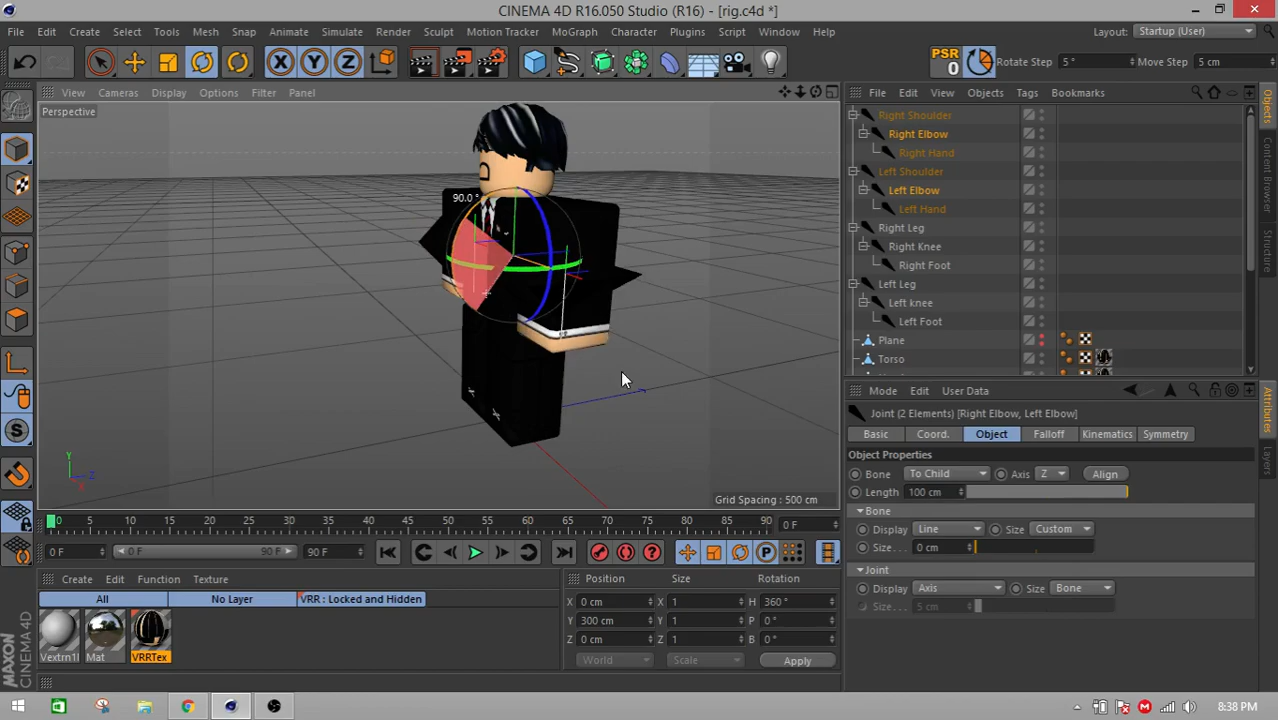 CINEMA 4D R16.050 Studio (R16) - [rig.c4d *]
File Edit Create Select Tools Mesh Snap Animate Simulate Render Sculpt Motion Tracker MoGraph Character Plugins Script Window Help Layout: Startup (User)
X Y Z PSR 0 Rotate Step 5 ° Move Step 5 cm
View Cameras Display Options Filter Panel
File Edit View Objects Tags Bookmarks
Perspective
90.0 °
Y
Z
X
Grid Spacing : 500 cm
Right Shoulder
Right Elbow
Right Hand
Left Shoulder
Left Elbow
Left Hand
Right Leg
Right Knee
Right Foot
Left Leg
Left knee
Left Foot
Plane
Torso
Objects
Content Browser
Structure
Mode Edit User Data
Joint (2 Elements) [Right Elbow, Left Elbow]
Basic Coord. Object Falloff Kinematics Symmetry
Object Properties
Bone To Child Axis Z Align
Length 100 cm
Bone
Display Line Size Custom
Size . . . 0 cm
Joint
Display Axis Size Bone
Size . . . 5 cm
Attributes
Layers
0 5 10 15 20 25 30 35 40 45 50 55 60 65 70 75 80 85 90 0 F
0 F 0 F 90 F 90 F
Create Edit Function Texture
All No Layer VRR : Locked and Hidden
Mat VRRTex
Position Size Rotation
X 0 cm X 1 H 360 °
Y 300 cm Y 1 P 0 °
Z 0 cm Z 1 B 0 °
World Scale Apply
MAXON CINEMA 4D
8:38 PM